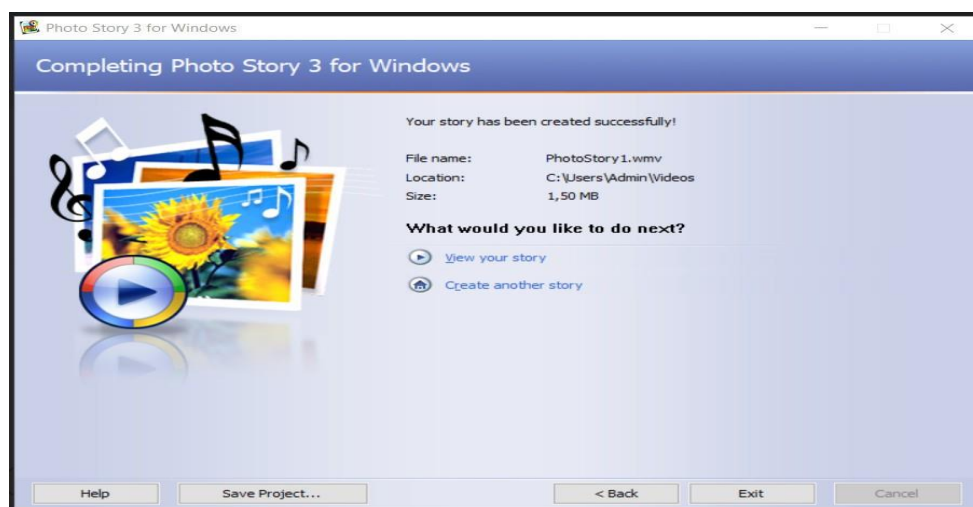 Photo Story 3 for Windows
Completing Photo Story 3 for Windows
Your story has been created successfully!
File name: PhotoStory1.wmv
Location: C:\Users\Admin\Videos
Size: 1,50 MB
What would you like to do next?
View your story
Create another story
Help Save Project... < Back Exit Cancel